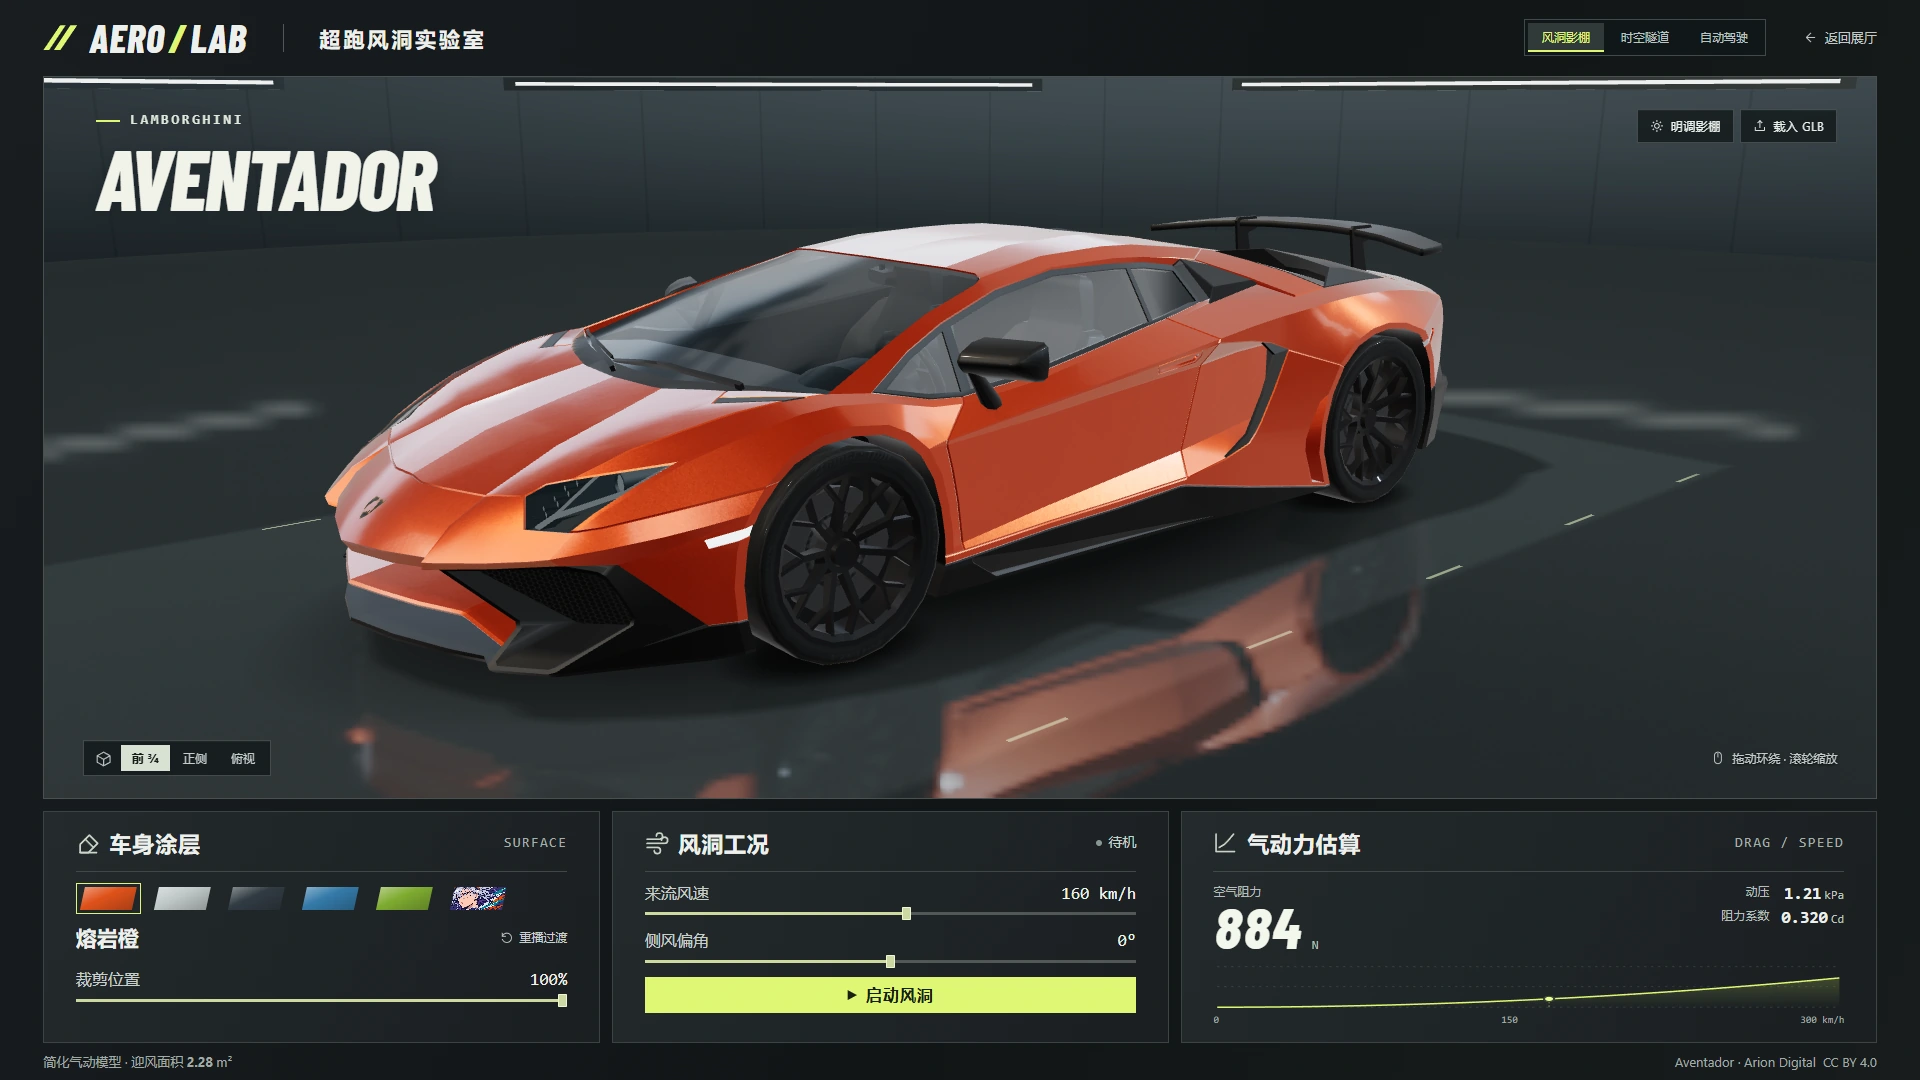 AERO/LAB
超跑风洞实验室
风洞影棚
时空隧道
自动驾驶
← 返回展厅
LAMBORGHINI
AVENTADOR
明调影棚
载入 GLB
前 ¾
正侧
俯视
拖动环绕 · 滚轮缩放
车身涂层
SURFACE
熔岩橙
重播过渡
裁剪位置
100%
风洞工况
待机
来流风速
160 km/h
侧风偏角
0°
启动风洞
气动力估算
DRAG / SPEED
空气阻力
884 N
动压 1.21 kPa
阻力系数 0.320 Cd
0
150
300 km/h
简化气动模型 · 迎风面积 2.28 m²
Aventador · Arion Digital CC BY 4.0